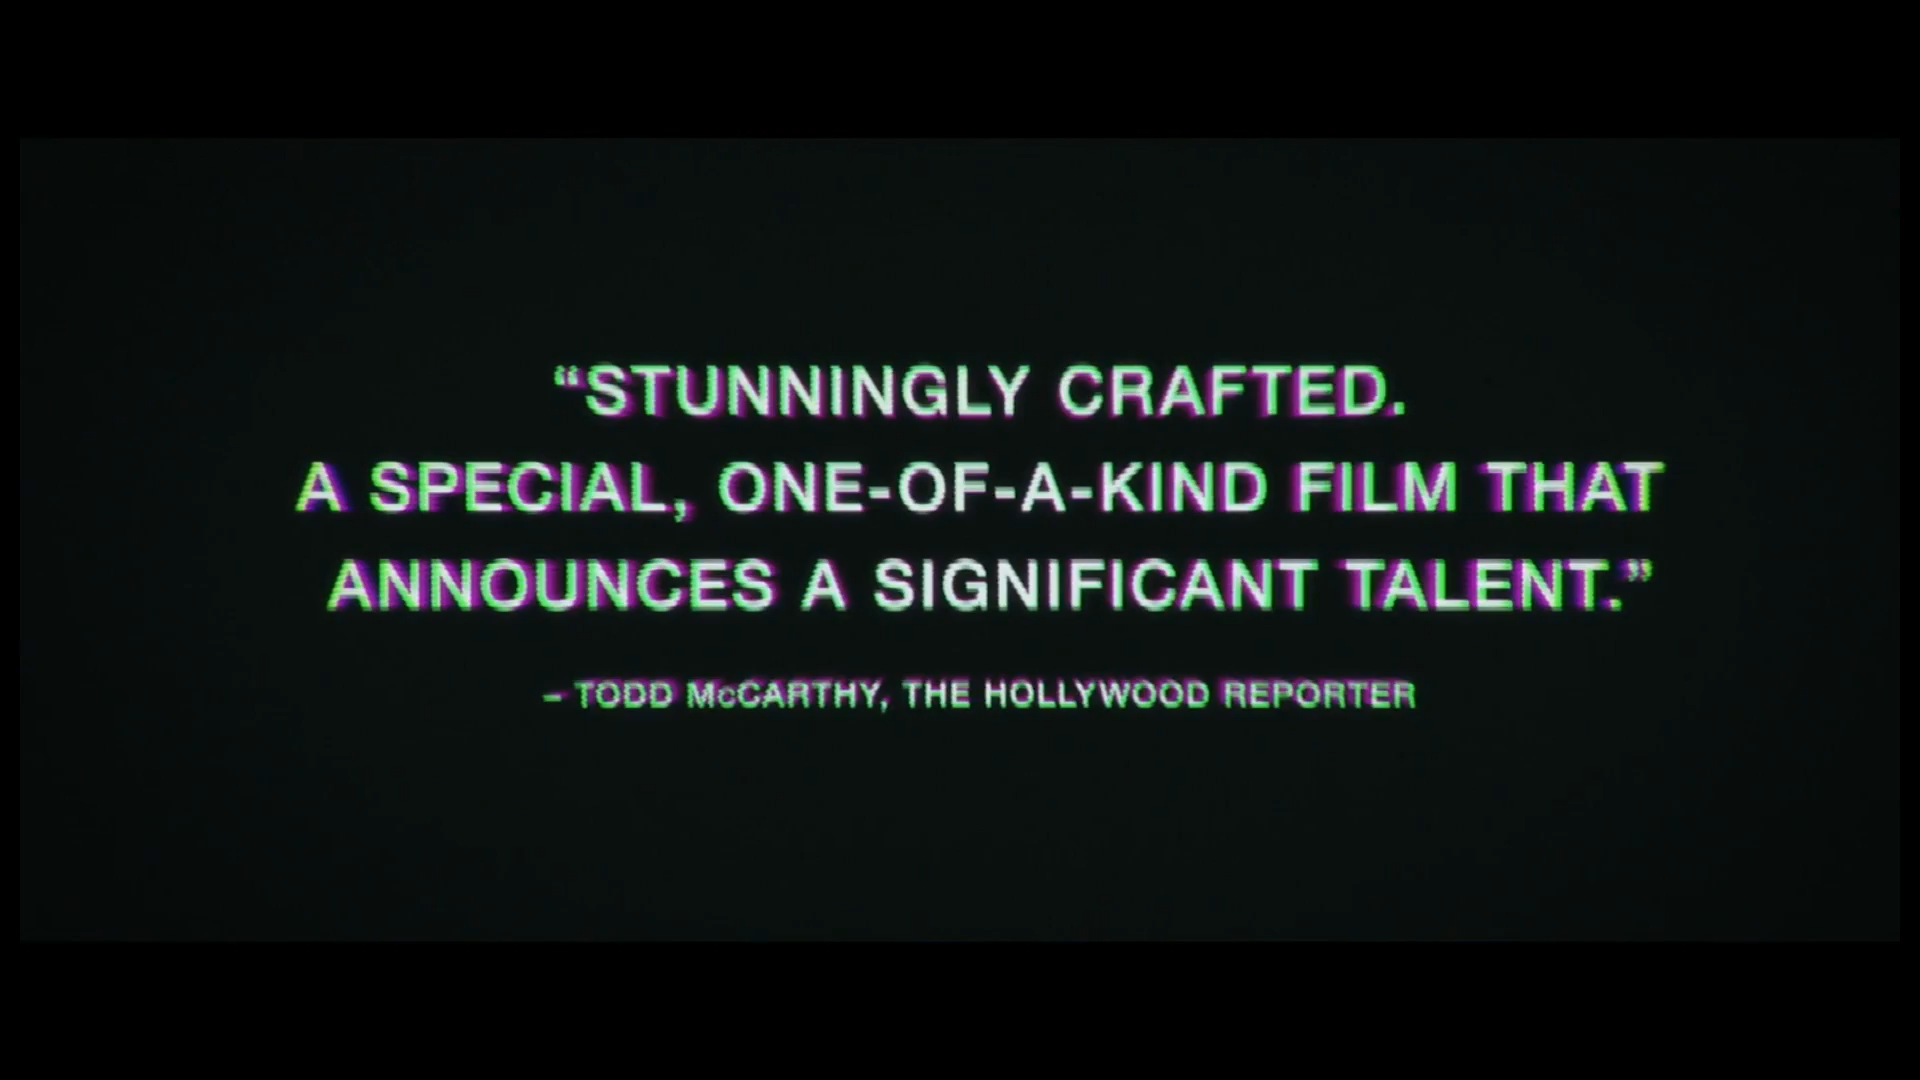 “STUNNINGLY CRAFTED.
A SPECIAL, ONE-OF-A-KIND FILM THAT
ANNOUNCES A SIGNIFICANT TALENT.”
– TODD McCARTHY, THE HOLLYWOOD REPORTER